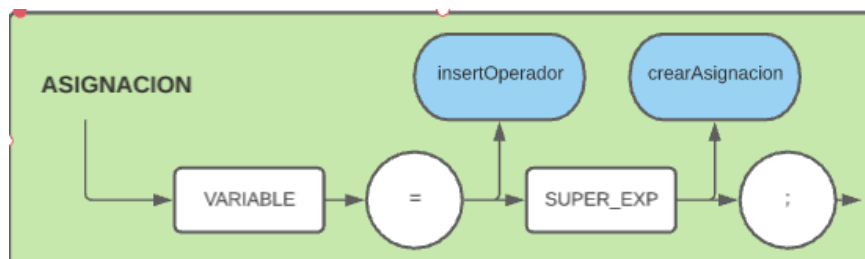 insertOperador
crearAsignacion
ASIGNACION
VARIABLE
=
SUPER_EXP
;